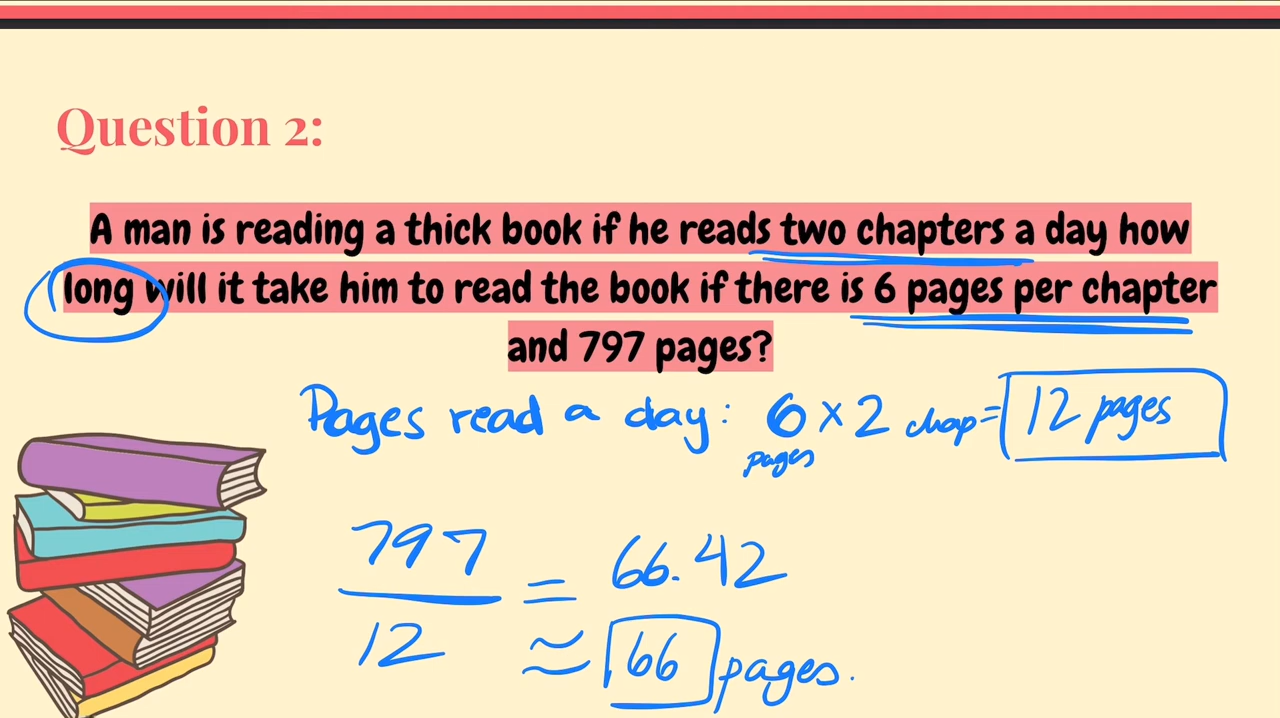 Question 2:
A man is reading a thick book if he reads two chapters a day how
long will it take him to read the book if there is 6 pages per chapter
and 797 pages?
Pages read a day: 6 × 2 chap = 12 pages
pages
797
12
= 66.42
≈ 66 pages.